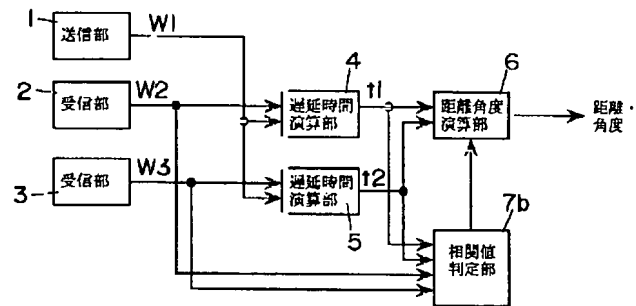 1
送信部
W1
2
受信部
W2
3
受信部
W3
4
遅延時間
演算部
t1
5
遅延時間
演算部
t2
6
距離角度
演算部
距離・
角度
7b
相関値
判定部